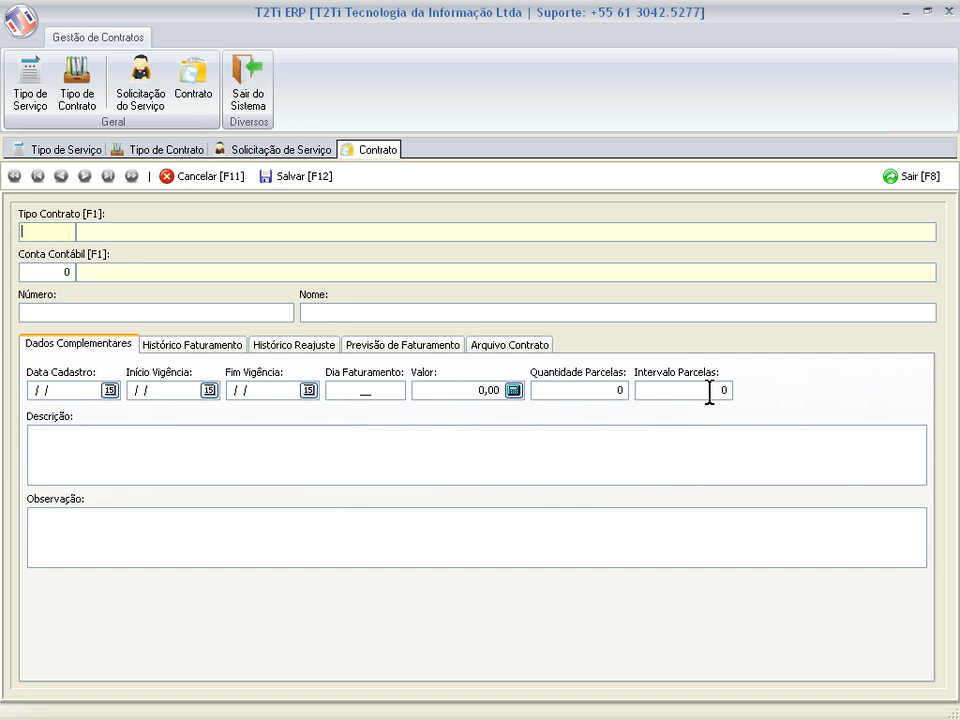 T2Ti ERP [T2Ti Tecnologia da Informação Ltda | Suporte: +55 61 3042.5277]
Gestão de Contratos
Tipo de Serviço
Tipo de Contrato
Solicitação do Serviço
Contrato
Sair do Sistema
Geral
Diversos
Tipo de Serviço Tipo de Contrato Solicitação de Serviço Contrato
Cancelar [F11] Salvar [F12] Sair [F8]
Tipo Contrato [F1]:
Conta Contábil [F1]:
0
Número: Nome:
Dados Complementares Histórico Faturamento Histórico Reajuste Previsão de Faturamento Arquivo Contrato
Data Cadastro: Início Vigência: Fim Vigência: Dia Faturamento: Valor: Quantidade Parcelas: Intervalo Parcelas:
/ / 15 / / 15 / / 15 __ 0,00 0 0
Descrição:
Observação: